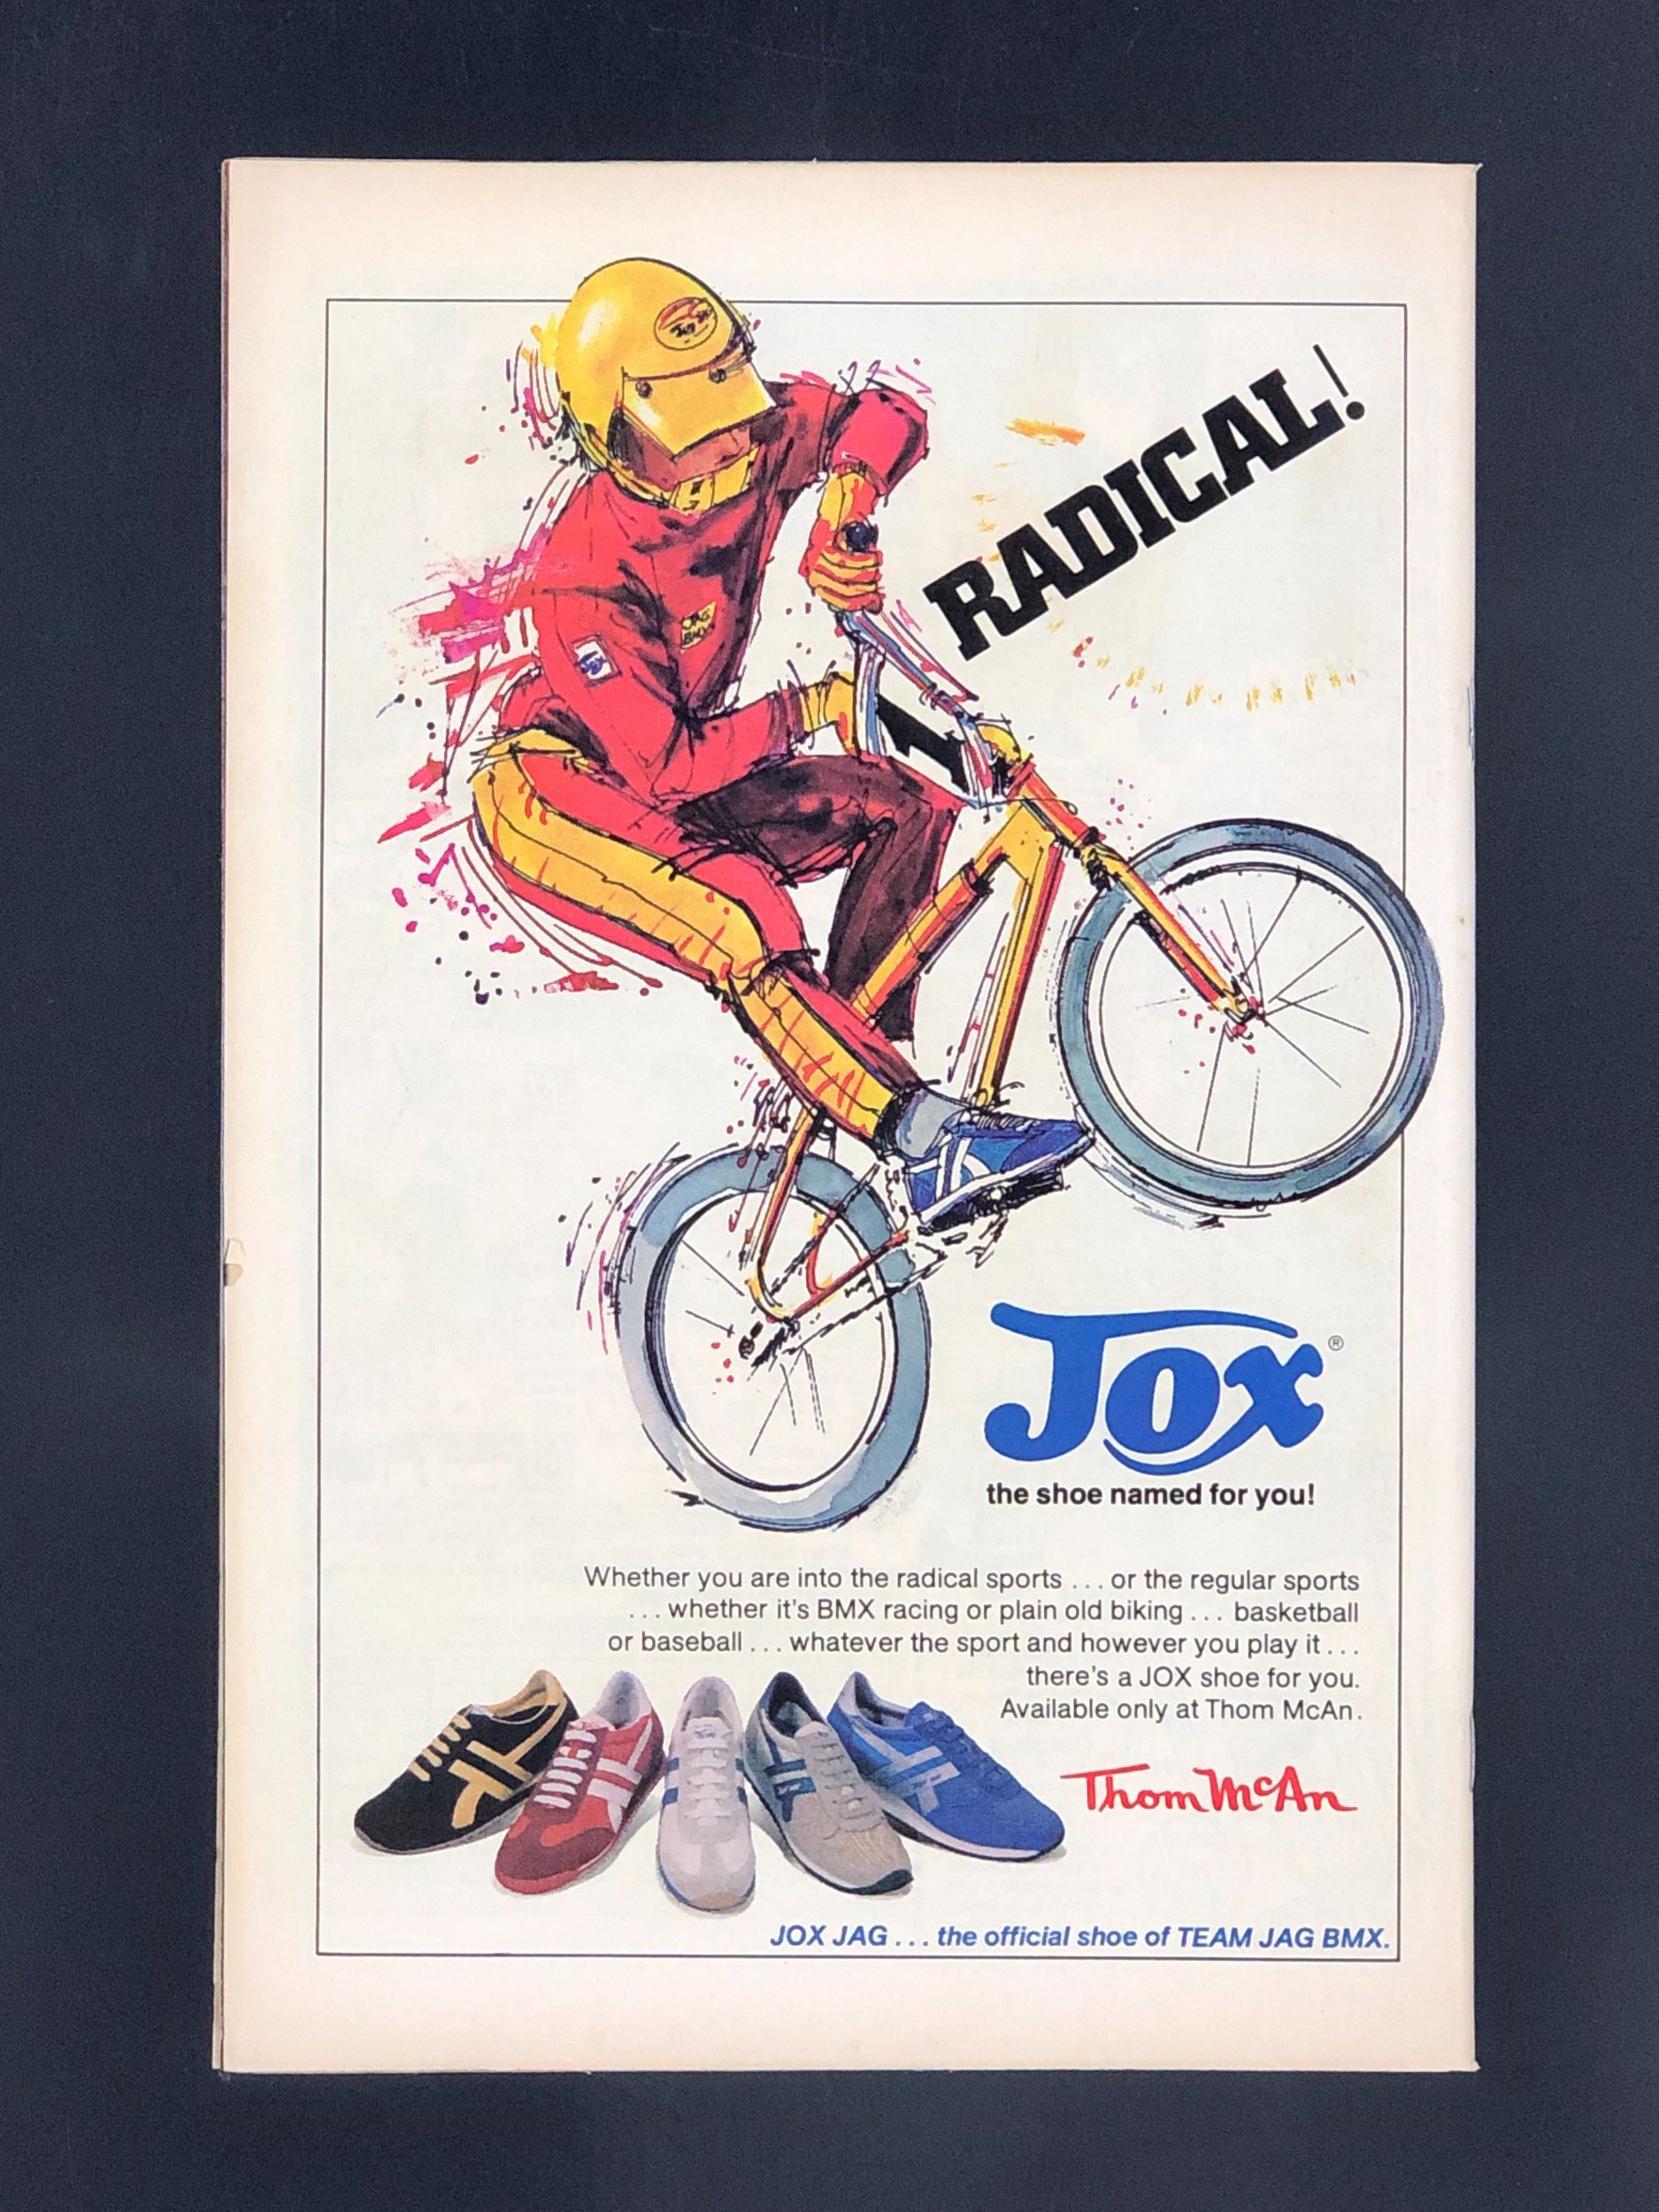 RADICAL!
JAG
BMX
1
Jox®
the shoe named for you!
Whether you are into the radical sports ... or the regular sports
... whether it's BMX racing or plain old biking ... basketball
or baseball ... whatever the sport and however you play it ...
there's a JOX shoe for you.
Available only at Thom McAn.
Thom McAn
JOX JAG ... the official shoe of TEAM JAG BMX.